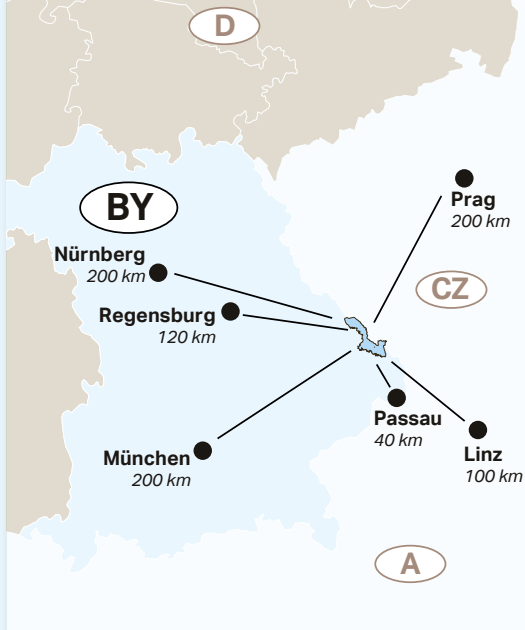 D
BY
Prag
200 km
Nürnberg
200 km
CZ
Regensburg
120 km
Passau
40 km
München
200 km
Linz
100 km
A